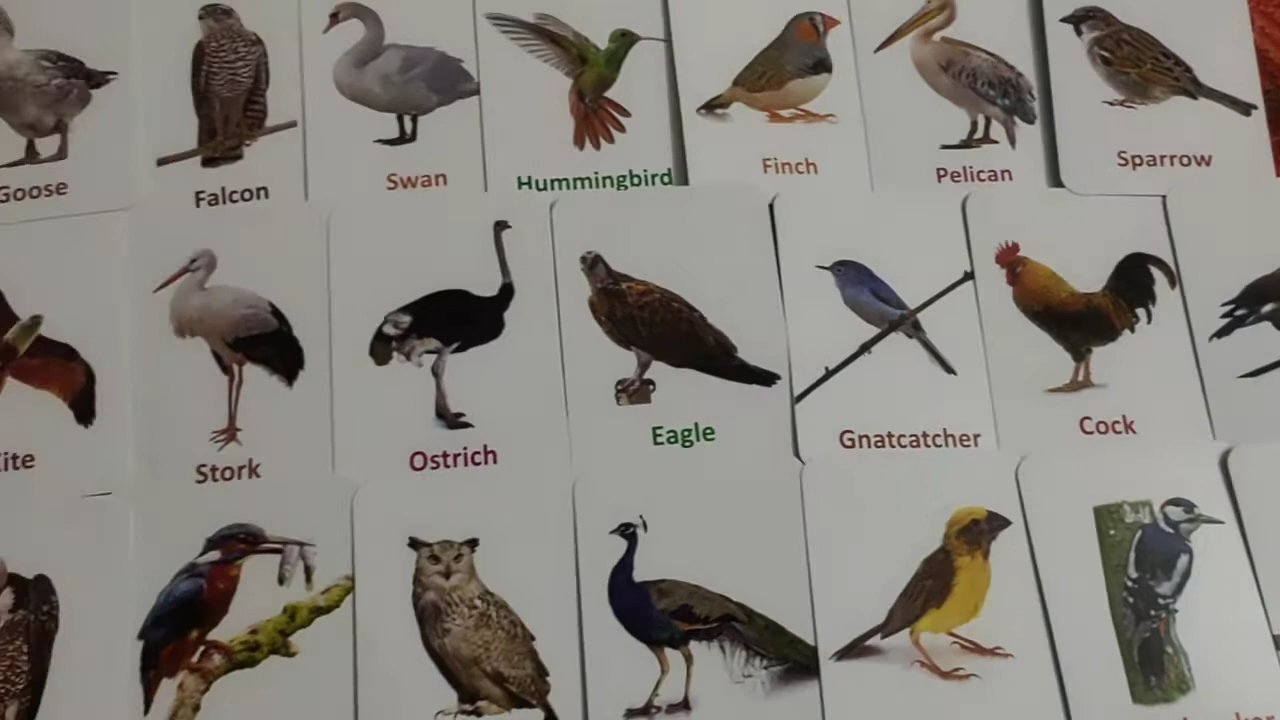 Goose
Falcon
Swan
Hummingbird
Finch
Pelican
Sparrow
Stork
Ostrich
Eagle
Gnatcatcher
Cock